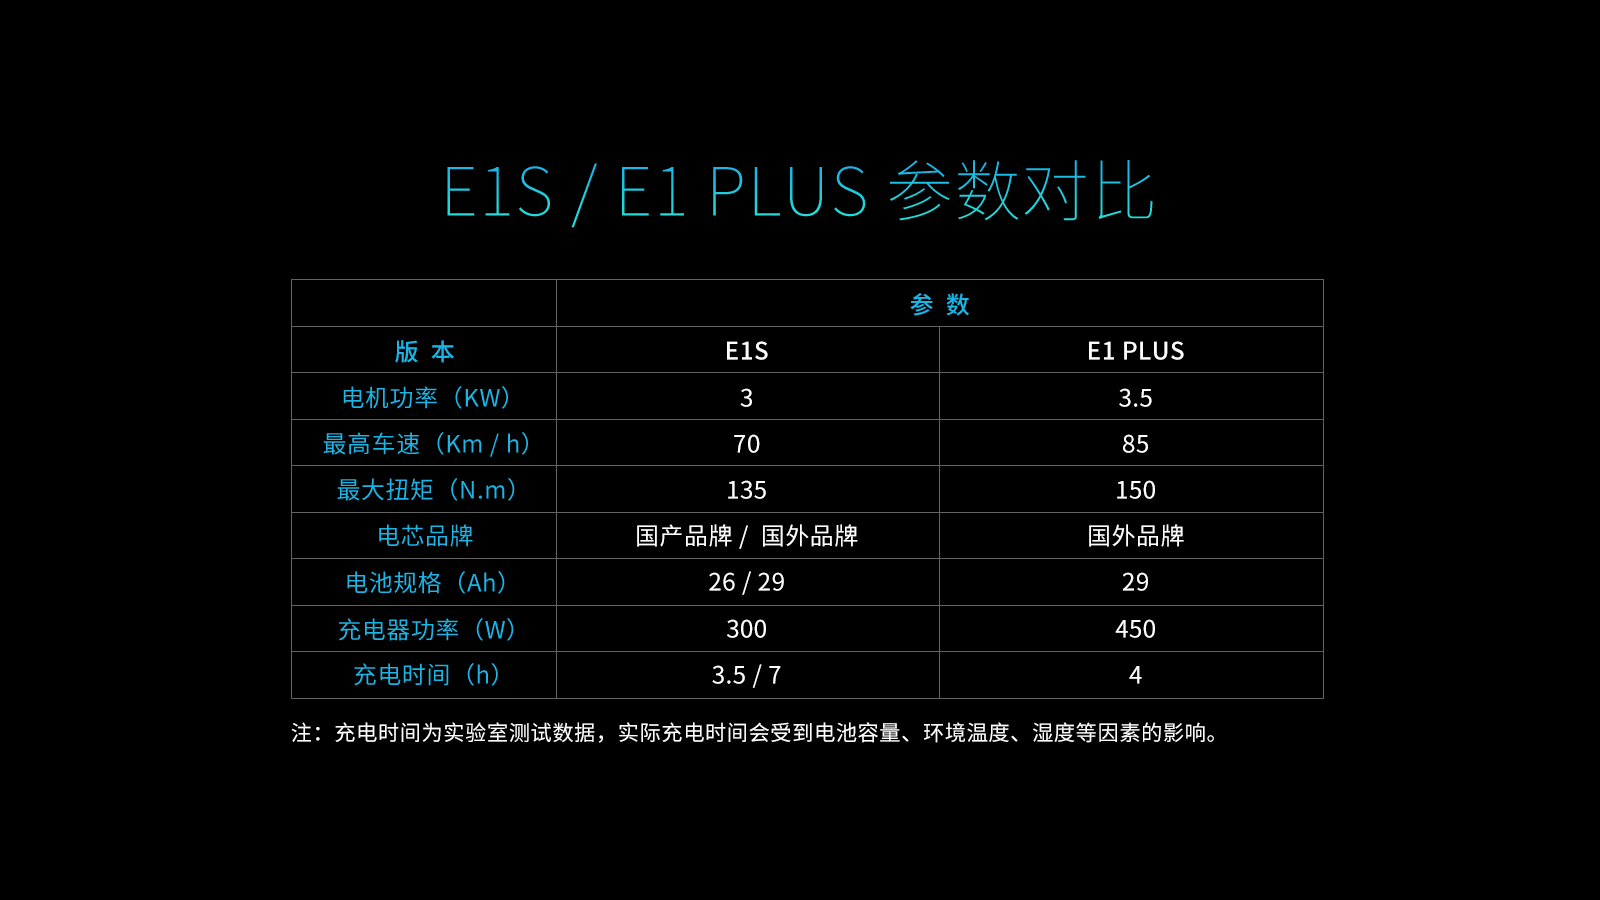 E1S / E1 PLUS 参数对比
参 数
版 本 E1S E1 PLUS
电机功率（KW） 3 3.5
最高车速（Km / h） 70 85
最大扭矩（N.m） 135 150
电芯品牌 国产品牌 / 国外品牌 国外品牌
电池规格（Ah） 26 / 29 29
充电器功率（W） 300 450
充电时间（h） 3.5 / 7 4
注：充电时间为实验室测试数据，实际充电时间会受到电池容量、环境温度、湿度等因素的影响。